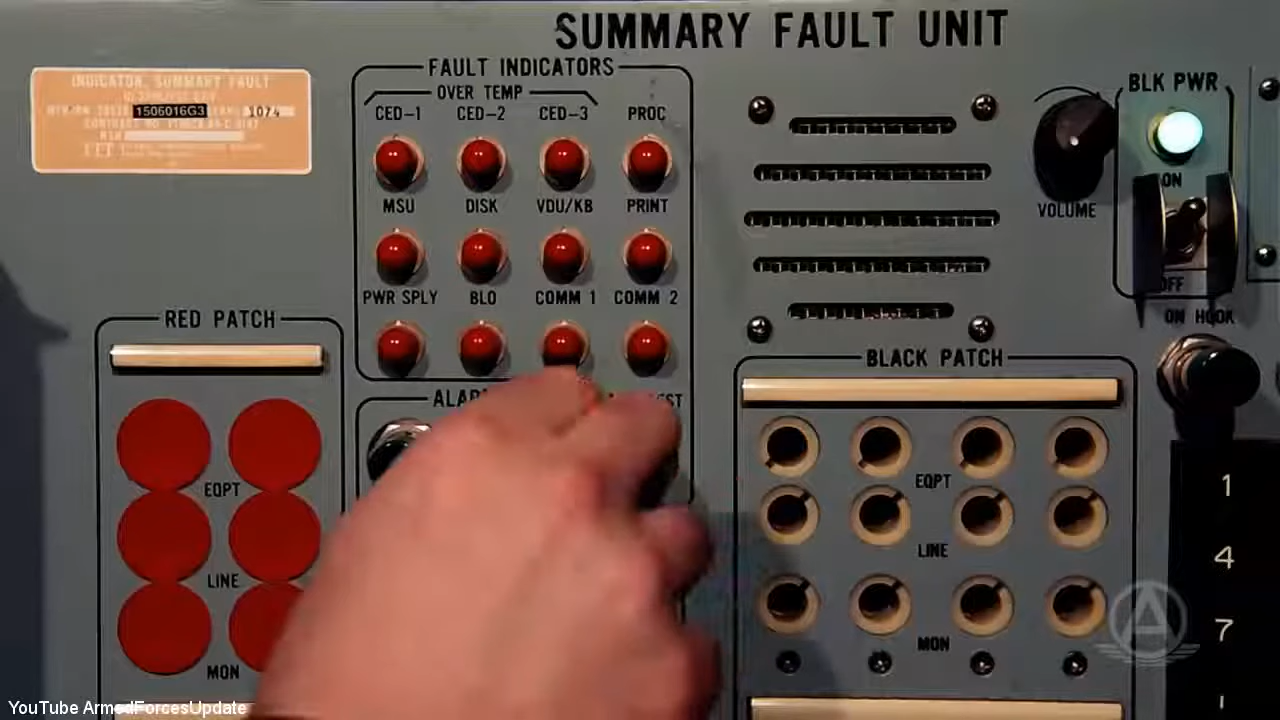 SUMMARY FAULT UNIT
INDICATOR, SUMMARY FAULT
1506016G3
1074
FAULT INDICATORS
OVER TEMP
CED-1 CED-2 CED-3 PROC
MSU DISK VDU/KB PRINT
PWR SPLY BLO COMM 1 COMM 2
BLK PWR
ON
OFF
VOLUME
ON HOOK
RED PATCH
EQPT
LINE
MON
BLACK PATCH
EQPT
LINE
MON
1
4
7
A
YouTube ArmedForcesUpdate